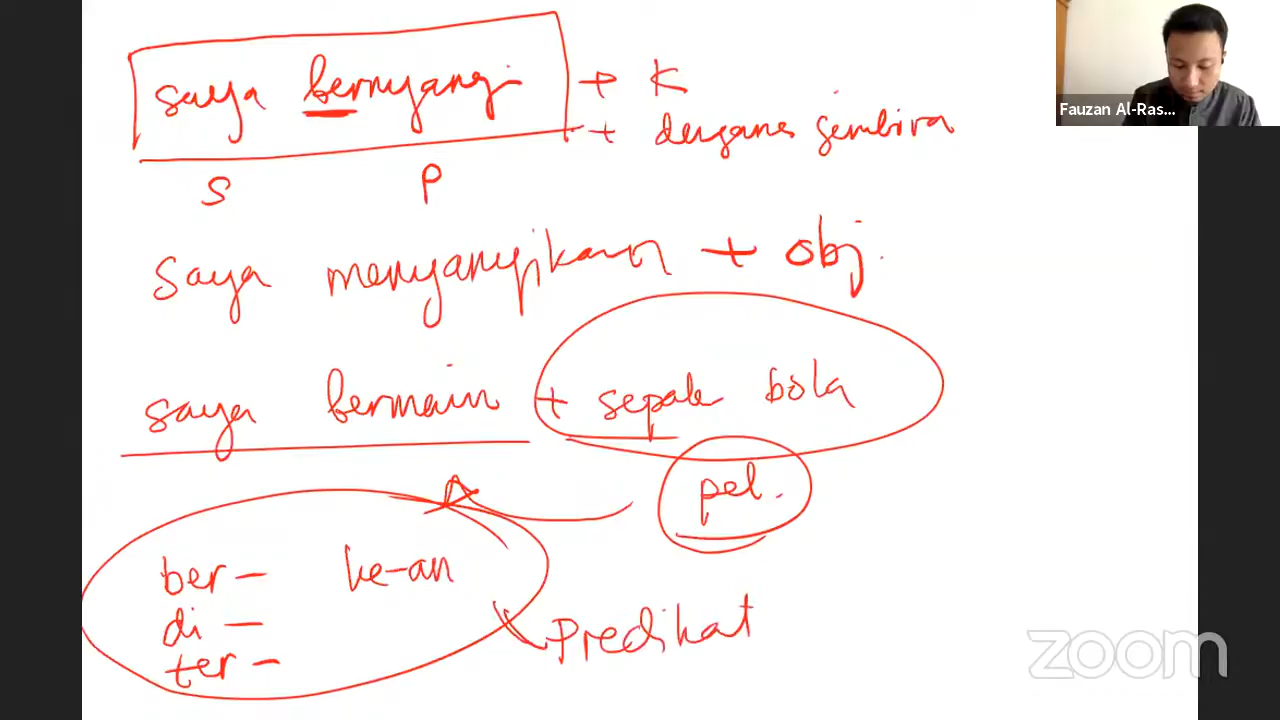 saya bernyanyi + K
+ dengan gembira
S P
saya menyanyikan + obj.
saya bermain + sepak bola
pel.
ber- ke-an
di-
ter-
Predikat
Fauzan Al-Ras...
zoom